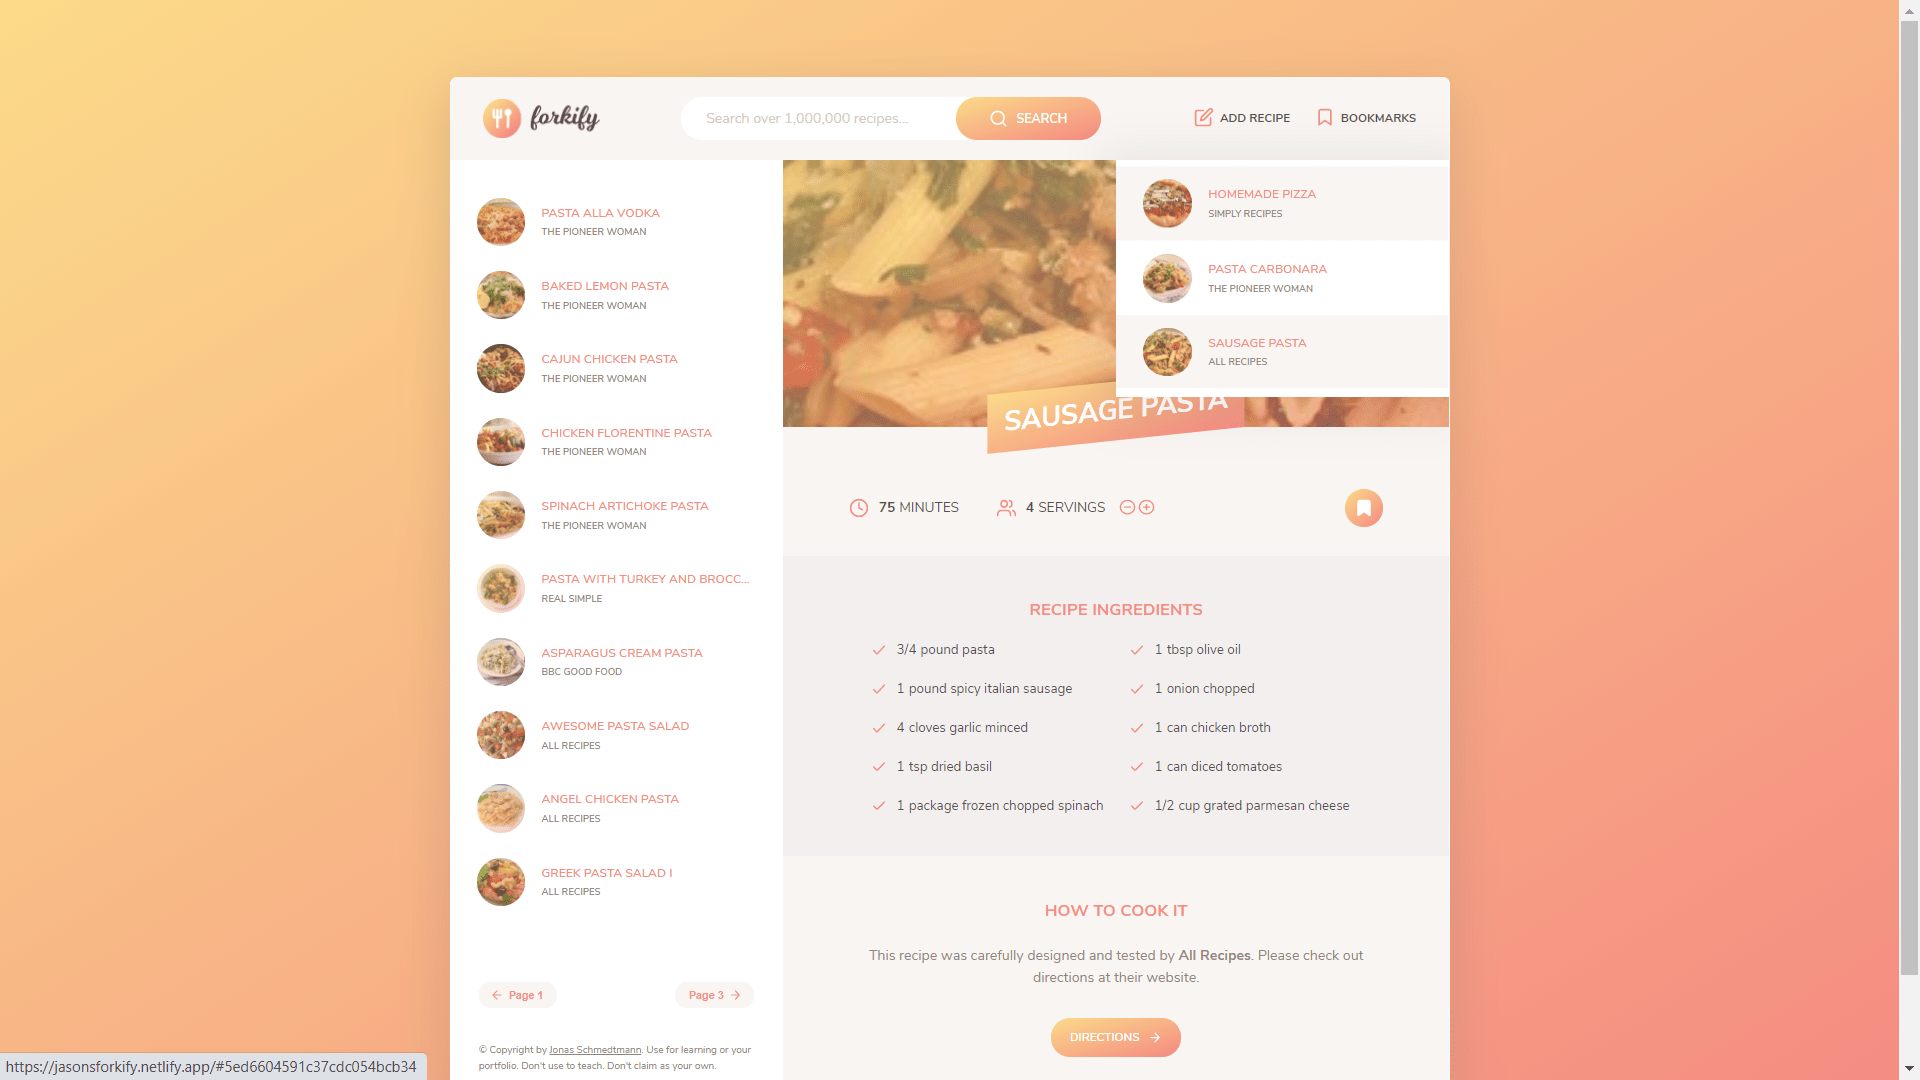 forkify
Search over 1,000,000 recipes...
SEARCH
ADD RECIPE
BOOKMARKS
PASTA ALLA VODKA
THE PIONEER WOMAN
BAKED LEMON PASTA
THE PIONEER WOMAN
CAJUN CHICKEN PASTA
THE PIONEER WOMAN
CHICKEN FLORENTINE PASTA
THE PIONEER WOMAN
SPINACH ARTICHOKE PASTA
THE PIONEER WOMAN
PASTA WITH TURKEY AND BROCC...
REAL SIMPLE
ASPARAGUS CREAM PASTA
BBC GOOD FOOD
AWESOME PASTA SALAD
ALL RECIPES
ANGEL CHICKEN PASTA
ALL RECIPES
GREEK PASTA SALAD I
ALL RECIPES
Page 1
Page 3
© Copyright by Jonas Schmedtmann. Use for learning or your
portfolio. Don't use to teach. Don't claim as your own.
HOMEMADE PIZZA
SIMPLY RECIPES
PASTA CARBONARA
THE PIONEER WOMAN
SAUSAGE PASTA
ALL RECIPES
SAUSAGE PASTA
75 MINUTES
4 SERVINGS
RECIPE INGREDIENTS
3/4 pound pasta
1 tbsp olive oil
1 pound spicy italian sausage
1 onion chopped
4 cloves garlic minced
1 can chicken broth
1 tsp dried basil
1 can diced tomatoes
1 package frozen chopped spinach
1/2 cup grated parmesan cheese
HOW TO COOK IT
This recipe was carefully designed and tested by All Recipes. Please check out
directions at their website.
DIRECTIONS
https://jasonsforkify.netlify.app/#5ed6604591c37cdc054bcb34